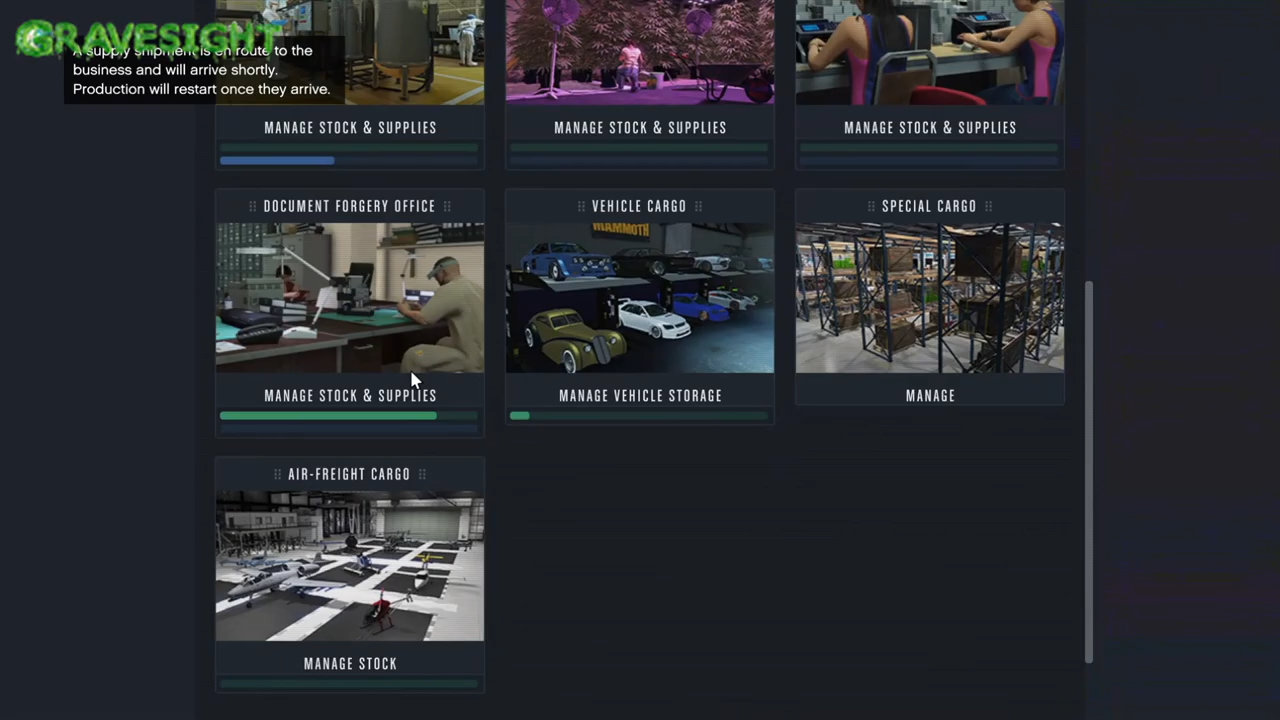 GRAVESIGHT
A supply shipment is en route to the
business and will arrive shortly.
Production will restart once they arrive.
MANAGE STOCK & SUPPLIES
MANAGE STOCK & SUPPLIES
MANAGE STOCK & SUPPLIES
DOCUMENT FORGERY OFFICE
VEHICLE CARGO
SPECIAL CARGO
MAMMOTH
MANAGE STOCK & SUPPLIES
MANAGE VEHICLE STORAGE
MANAGE
AIR-FREIGHT CARGO
MANAGE STOCK